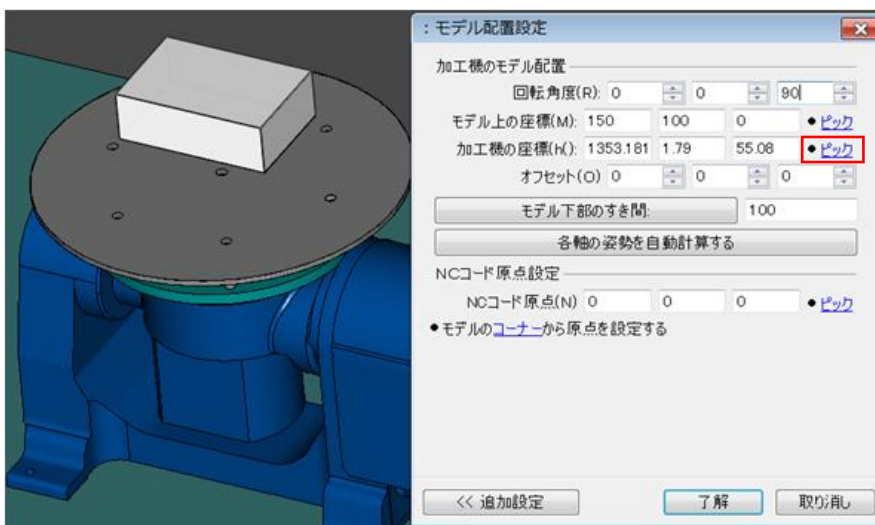 ：モデル配置設定
加工機のモデル配置
回転角度(R): 0 0 90
モデル上の座標(M): 150 100 0 ●ピック
加工機の座標(h(): 1353.181 1.79 55.08 ●ピック
オフセット(O) 0 0 0
モデル下部のすき間: 100
各軸の姿勢を自動計算する
NCコード原点設定
NCコード原点(N) 0 0 0 ●ピック
●モデルのコーナーから原点を設定する
<< 追加設定 了解 取り消し